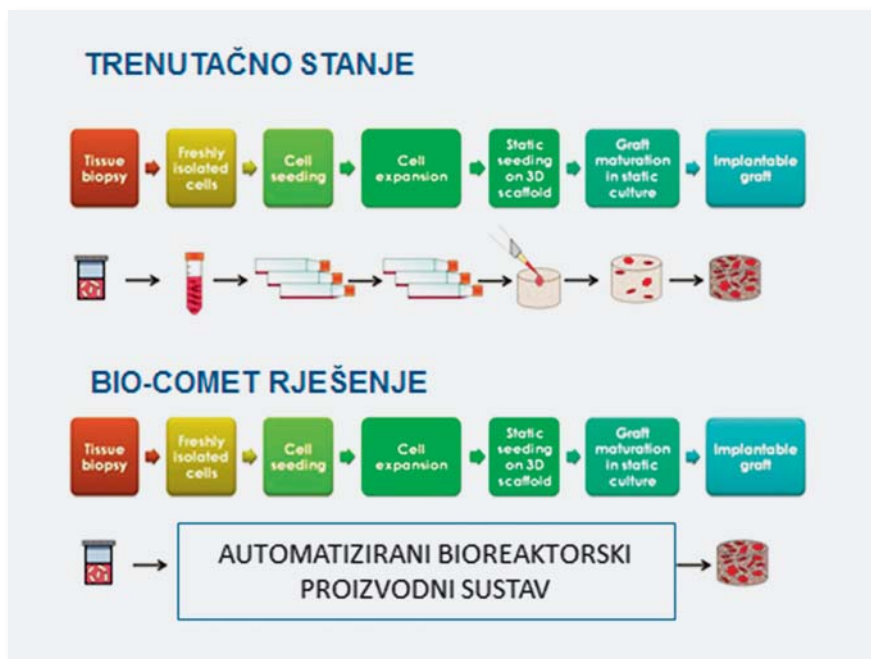 TRENUTAČNO STANJE
Tissue
biopsy
Freshly
isolated
cells
Cell
seeding
Cell
expansion
Static
seeding
on 3D
scaffold
Graft
maturation
in static
culture
Implantable
graft
BIO-COMET RJEŠENJE
Tissue
biopsy
Freshly
isolated
cells
Cell
seeding
Cell
expansion
Static
seeding
on 3D
scaffold
Graft
maturation
in static
culture
Implantable
graft
AUTOMATIZIRANI BIOREAKTORSKI
PROIZVODNI SUSTAV